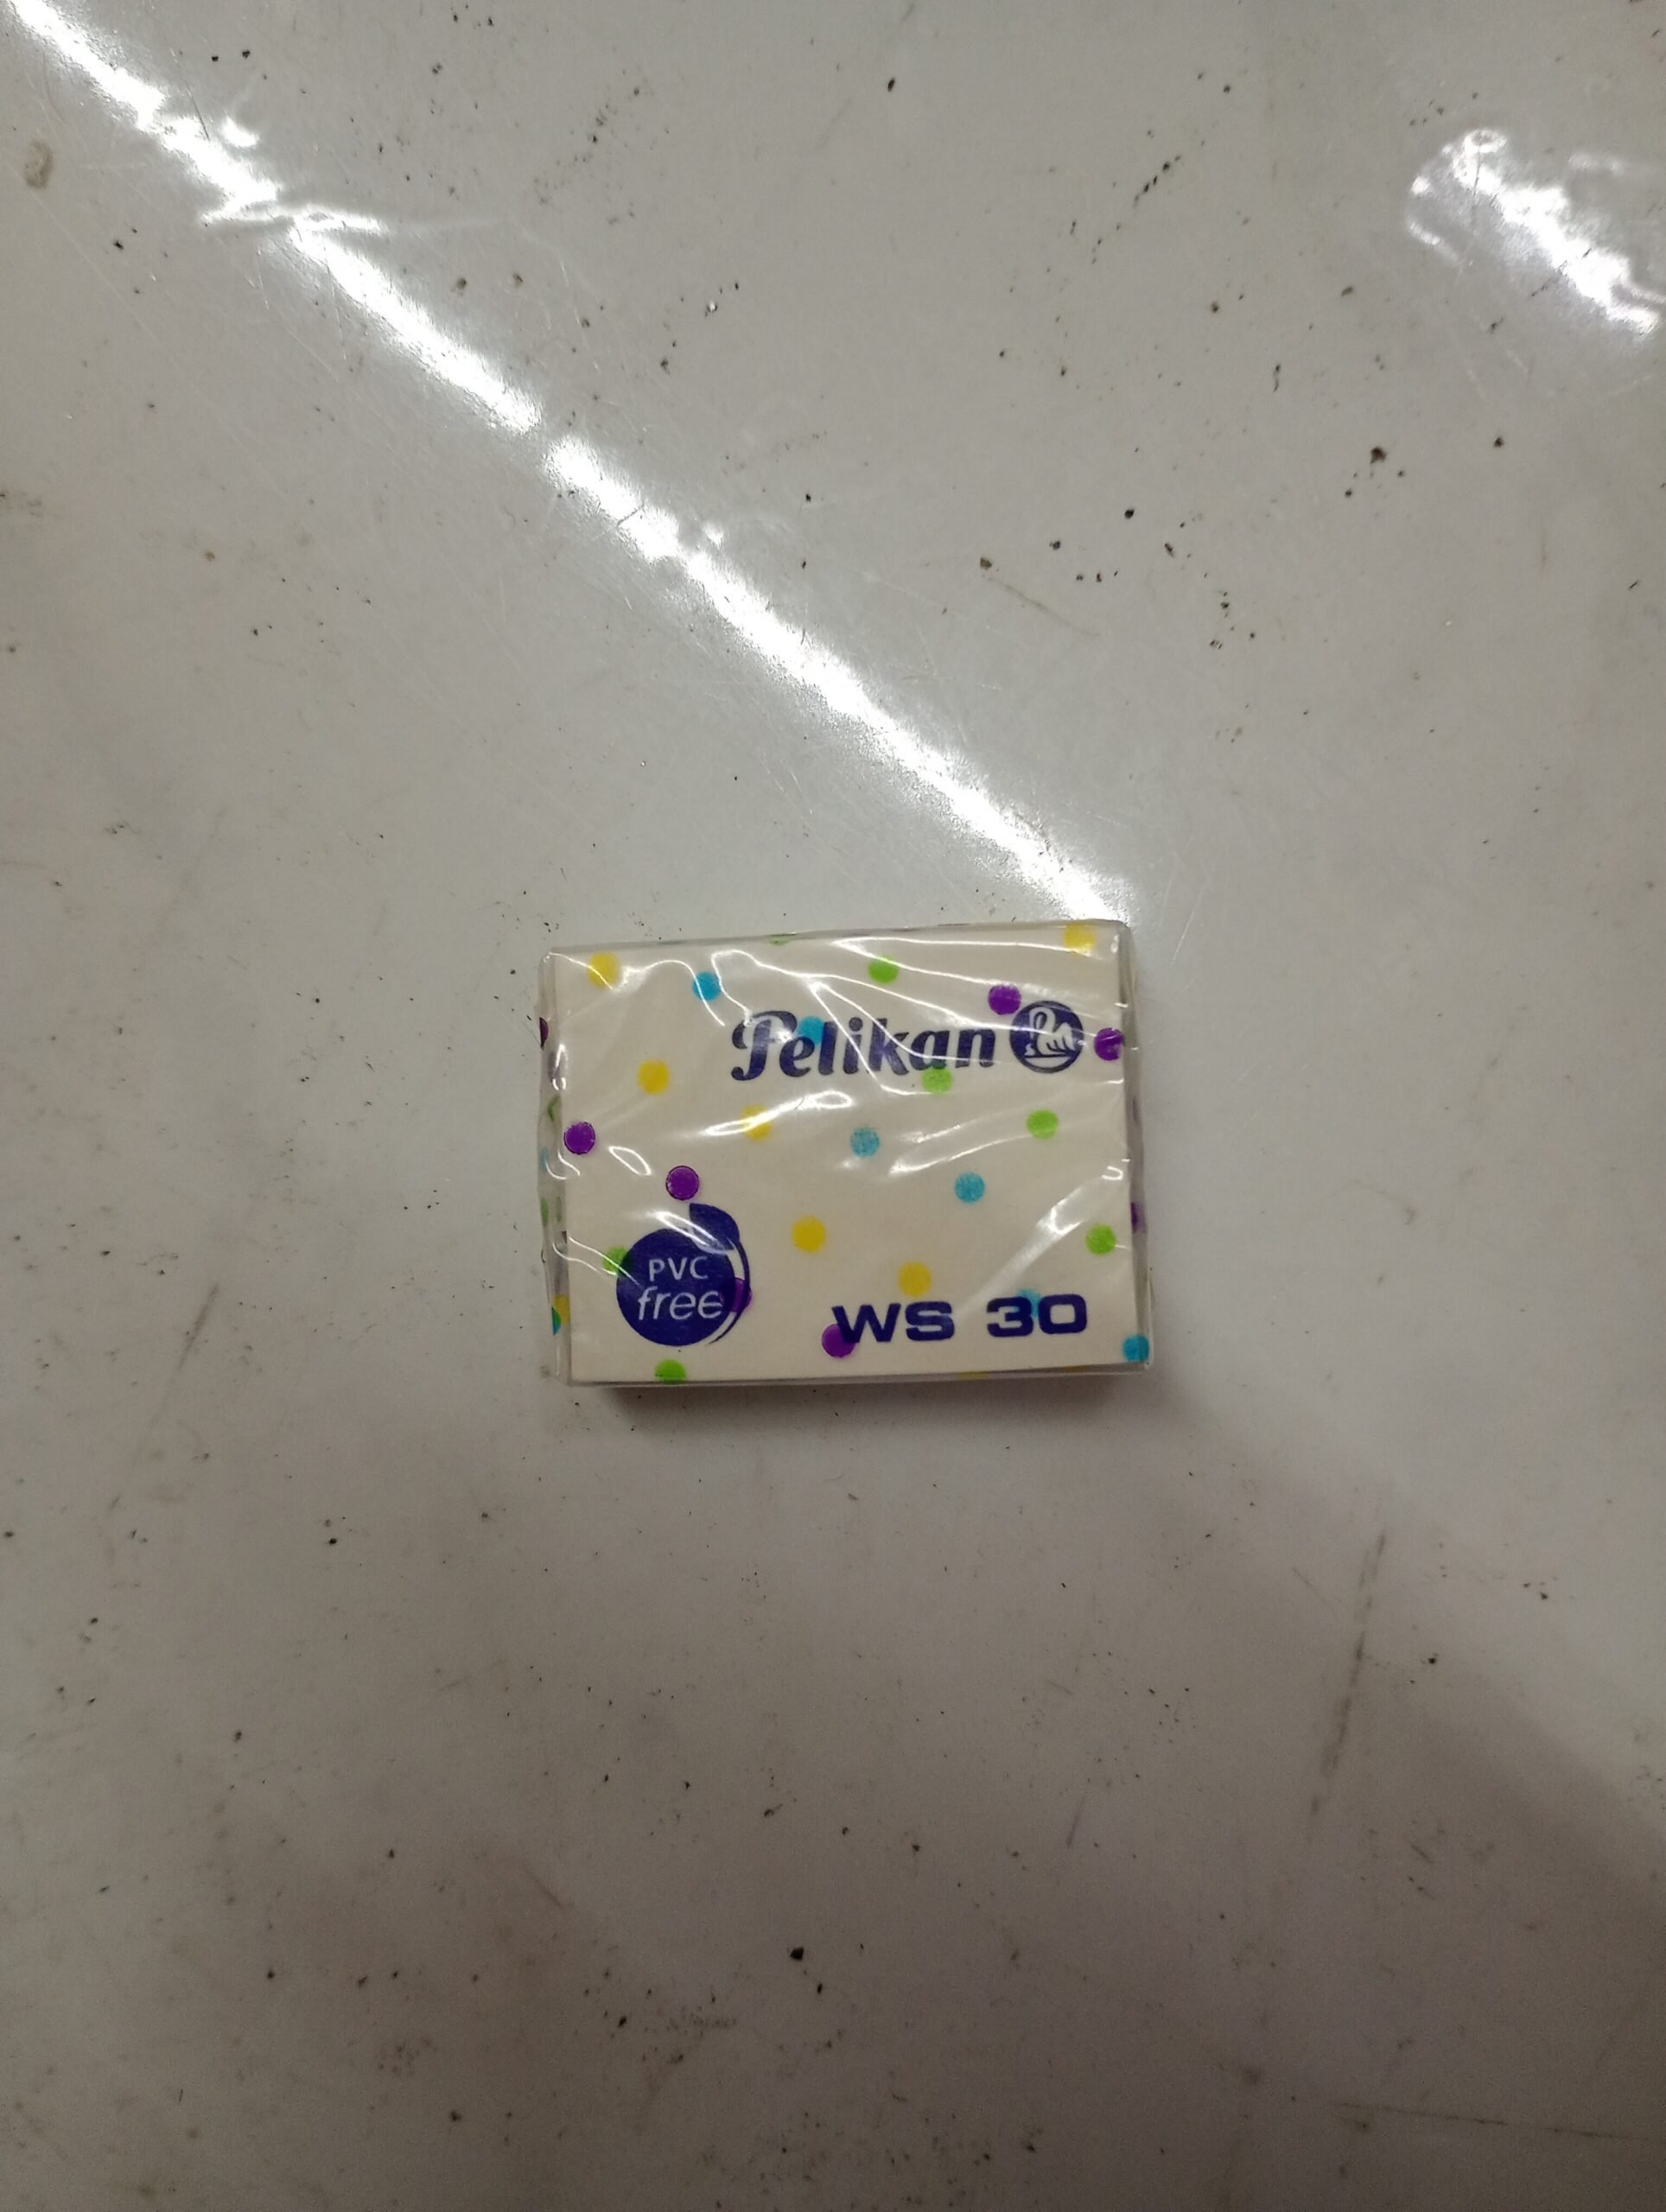 Pelikan
PVC
free
WS 30